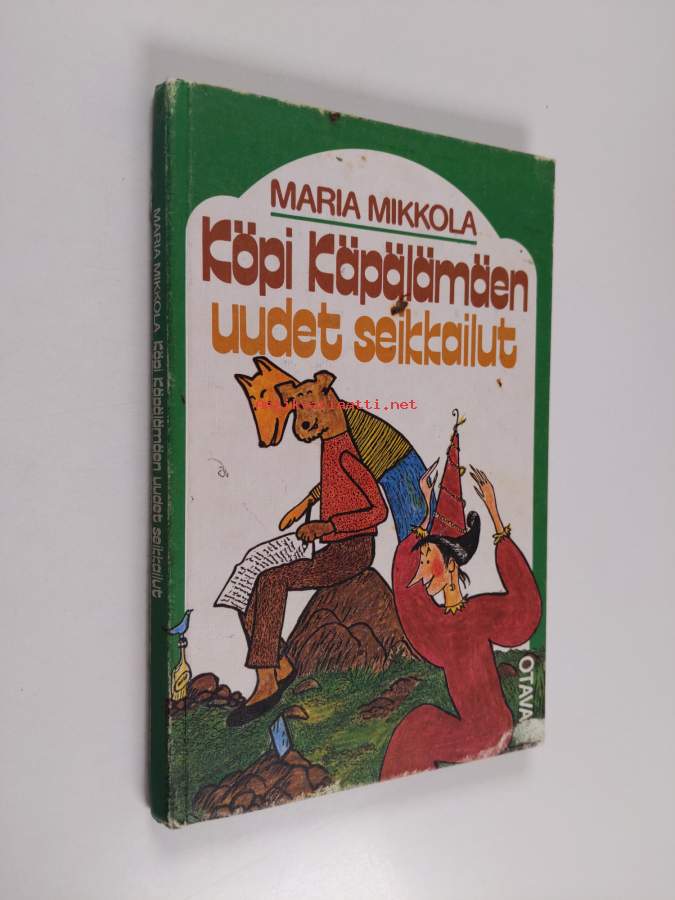 MARIA MIKKOLA
Köpi Käpälämäen
uudet seikkailut
OTAVA
MARIA MIKKOLA Köpi Käpälämäen uudet seikkailut